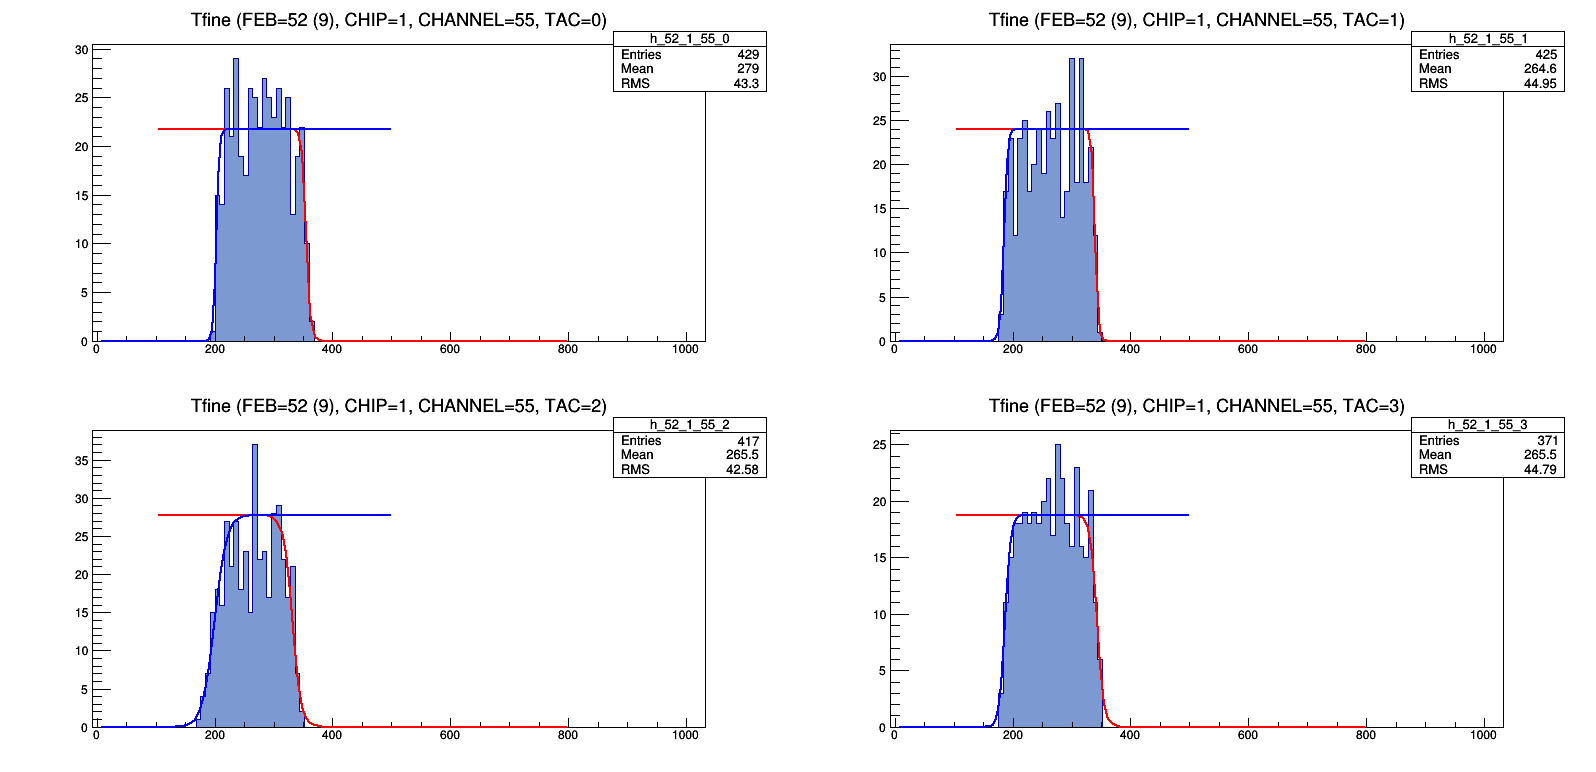 Tfine (FEB=52 (9), CHIP=1, CHANNEL=55, TAC=0)
h_52_1_55_0
Entries 429
Mean 279
RMS 43.3
30
25
20
15
10
5
0
0 200 400 600 800 1000
Tfine (FEB=52 (9), CHIP=1, CHANNEL=55, TAC=1)
h_52_1_55_1
Entries 425
Mean 264.6
RMS 44.95
30
25
20
15
10
5
0
0 200 400 600 800 1000
Tfine (FEB=52 (9), CHIP=1, CHANNEL=55, TAC=2)
h_52_1_55_2
Entries 417
Mean 265.5
RMS 42.58
35
30
25
20
15
10
5
0
0 200 400 600 800 1000
Tfine (FEB=52 (9), CHIP=1, CHANNEL=55, TAC=3)
h_52_1_55_3
Entries 371
Mean 265.5
RMS 44.79
25
20
15
10
5
0
0 200 400 600 800 1000